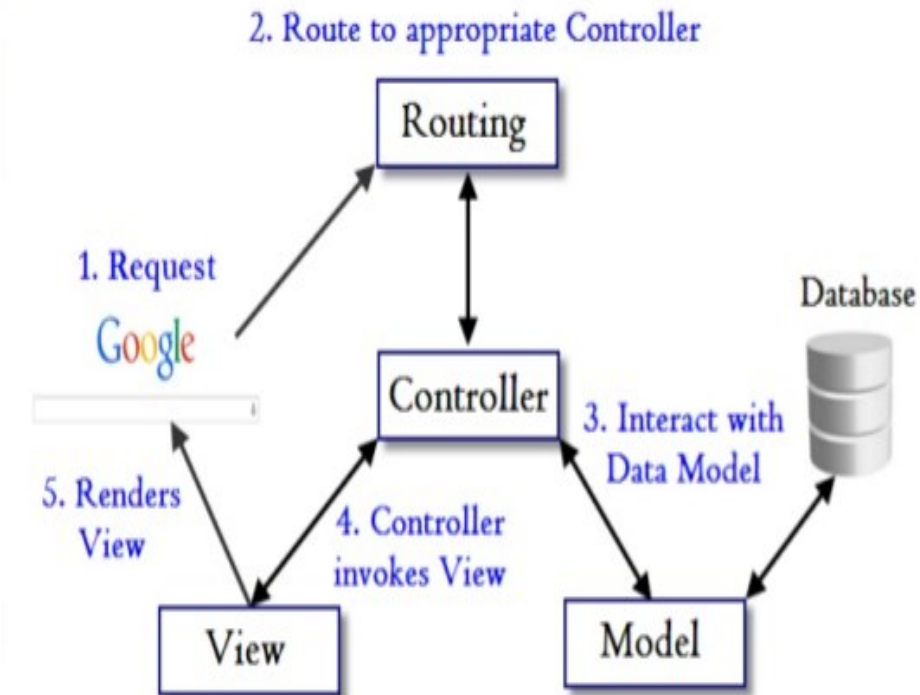 2. Route to appropriate Controller
Routing
1. Request
Google
Database
Controller
3. Interact with
Data Model
5. Renders
View
4. Controller
invokes View
View
Model